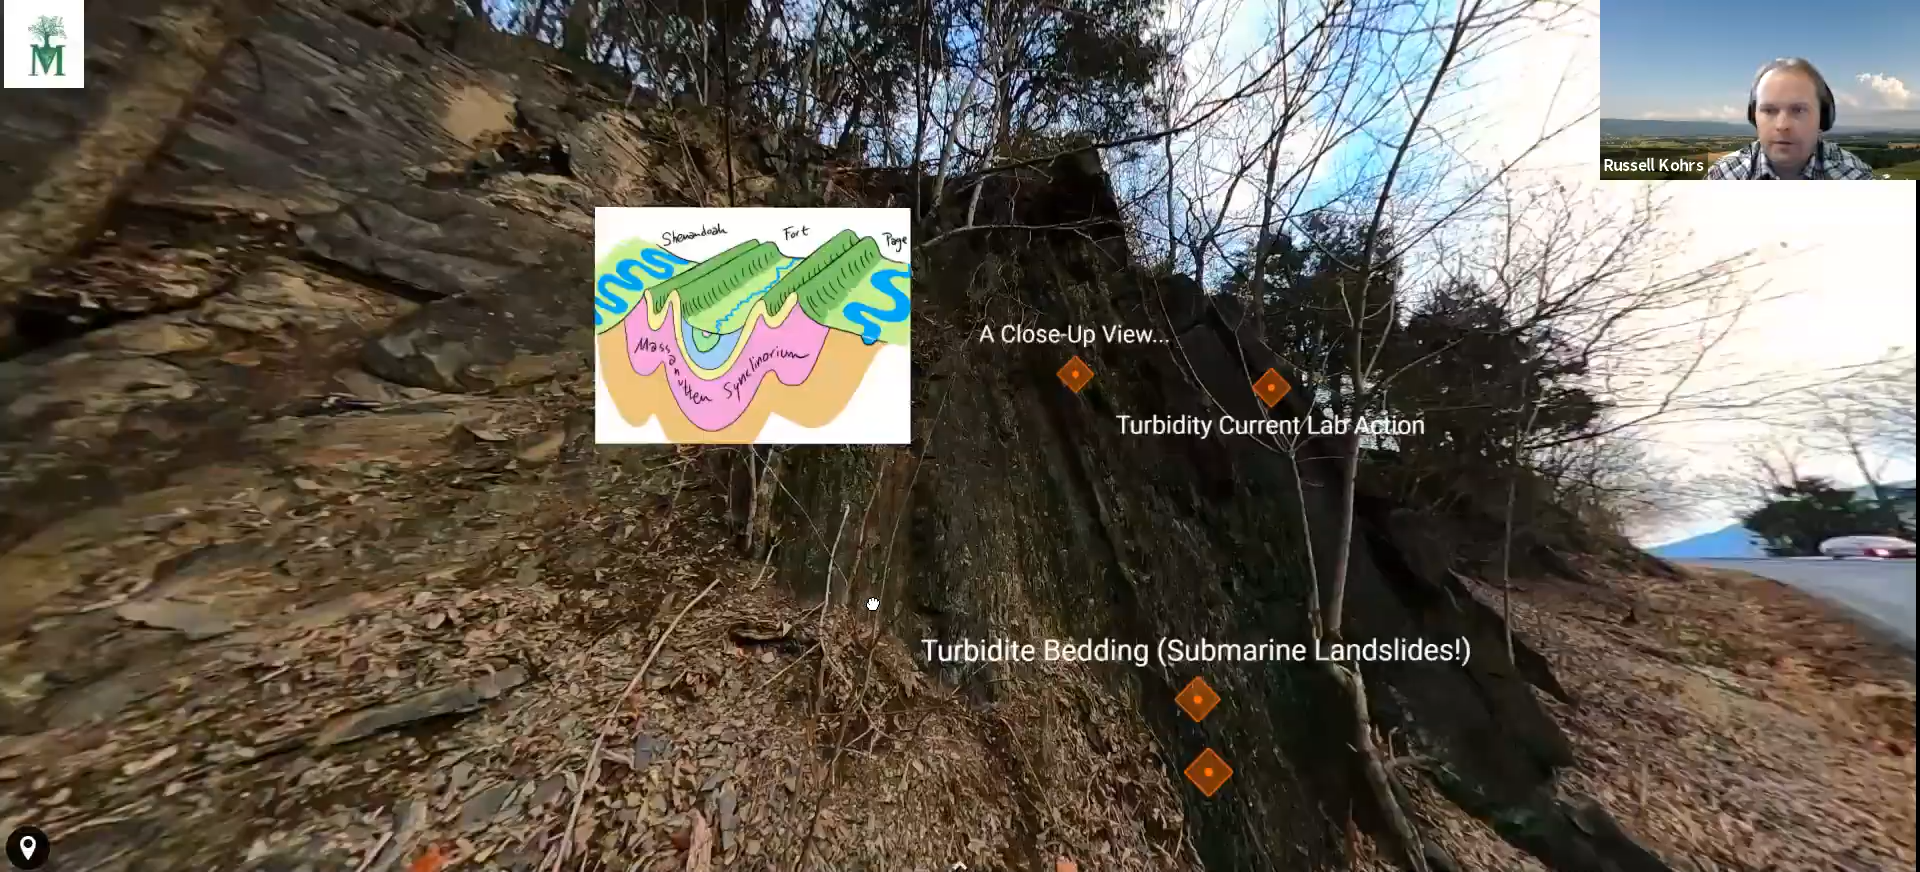 M
Russell Kohrs
Shenandoah
Fort
Page
Massanutten Synclinorium
A Close-Up View...
Turbidity Current Lab Action
Turbidite Bedding (Submarine Landslides!)